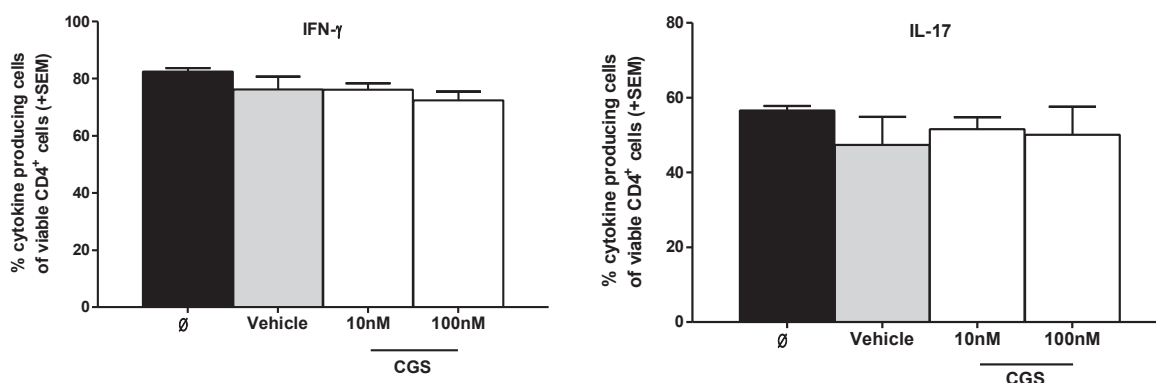 IFN-γ
% cytokine producing cells
of viable CD4⁺ cells (+SEM)
100
80
60
40
20
0
ø Vehicle 10nM 100nM
CGS
IL-17
% cytokine producing cells
of viable CD4⁺ cells (+SEM)
80
60
40
20
0
ø Vehicle 10nM 100nM
CGS